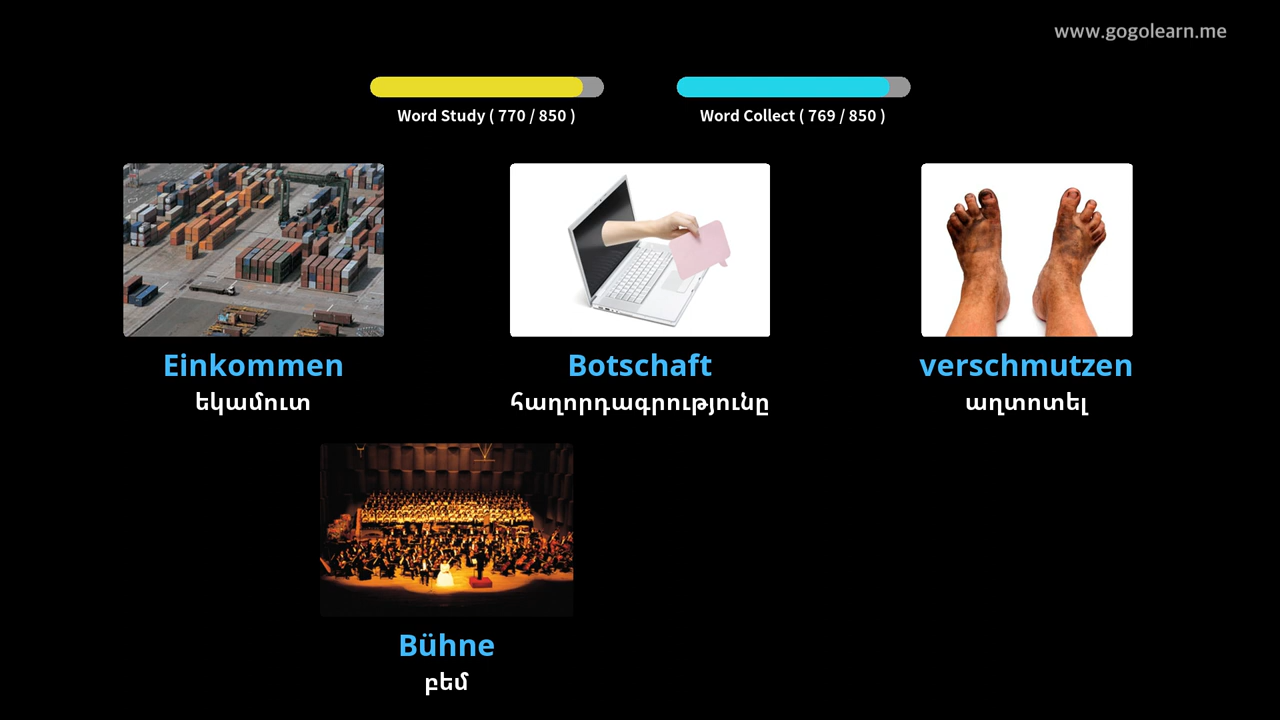 www.gogolearn.me
Word Study ( 770 / 850 )
Word Collect ( 769 / 850 )
Einkommen
եկամուտ
Botschaft
հաղորդագրությունը
verschmutzen
աղտոտել
Bühne
բեմ